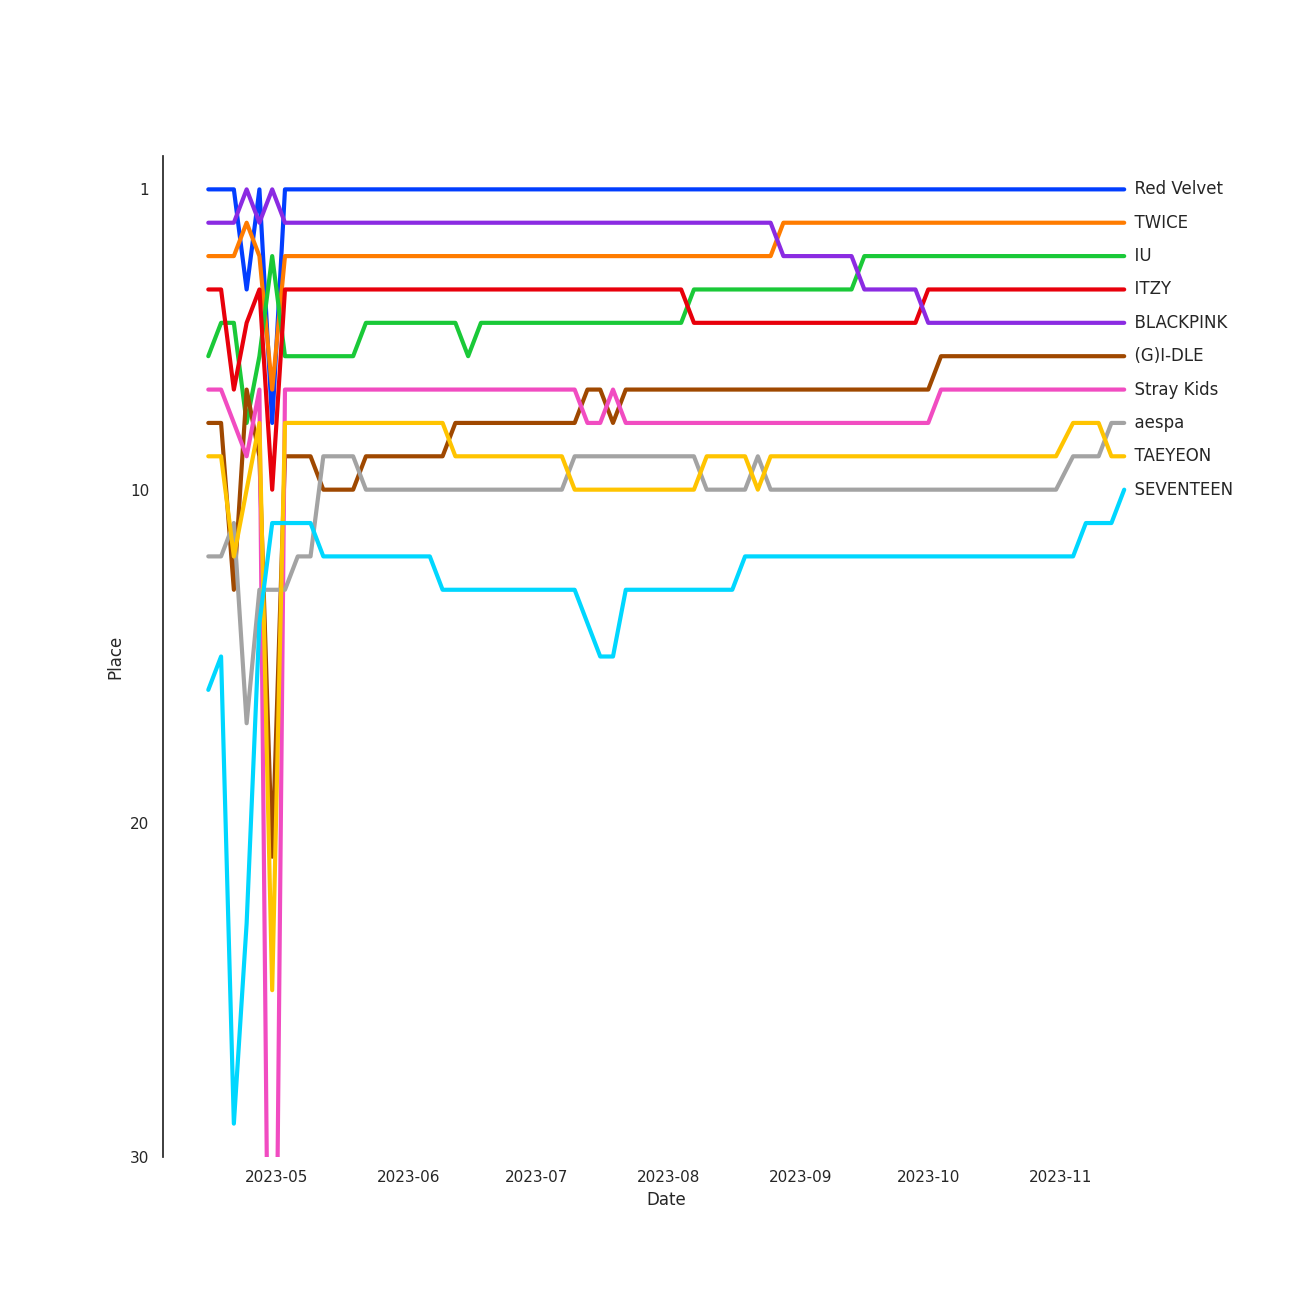 1
10
20
30
Place
2023-05
2023-06
2023-07
2023-08
2023-09
2023-10
2023-11
Date
Red Velvet
TWICE
IU
ITZY
BLACKPINK
(G)I-DLE
Stray Kids
aespa
TAEYEON
SEVENTEEN